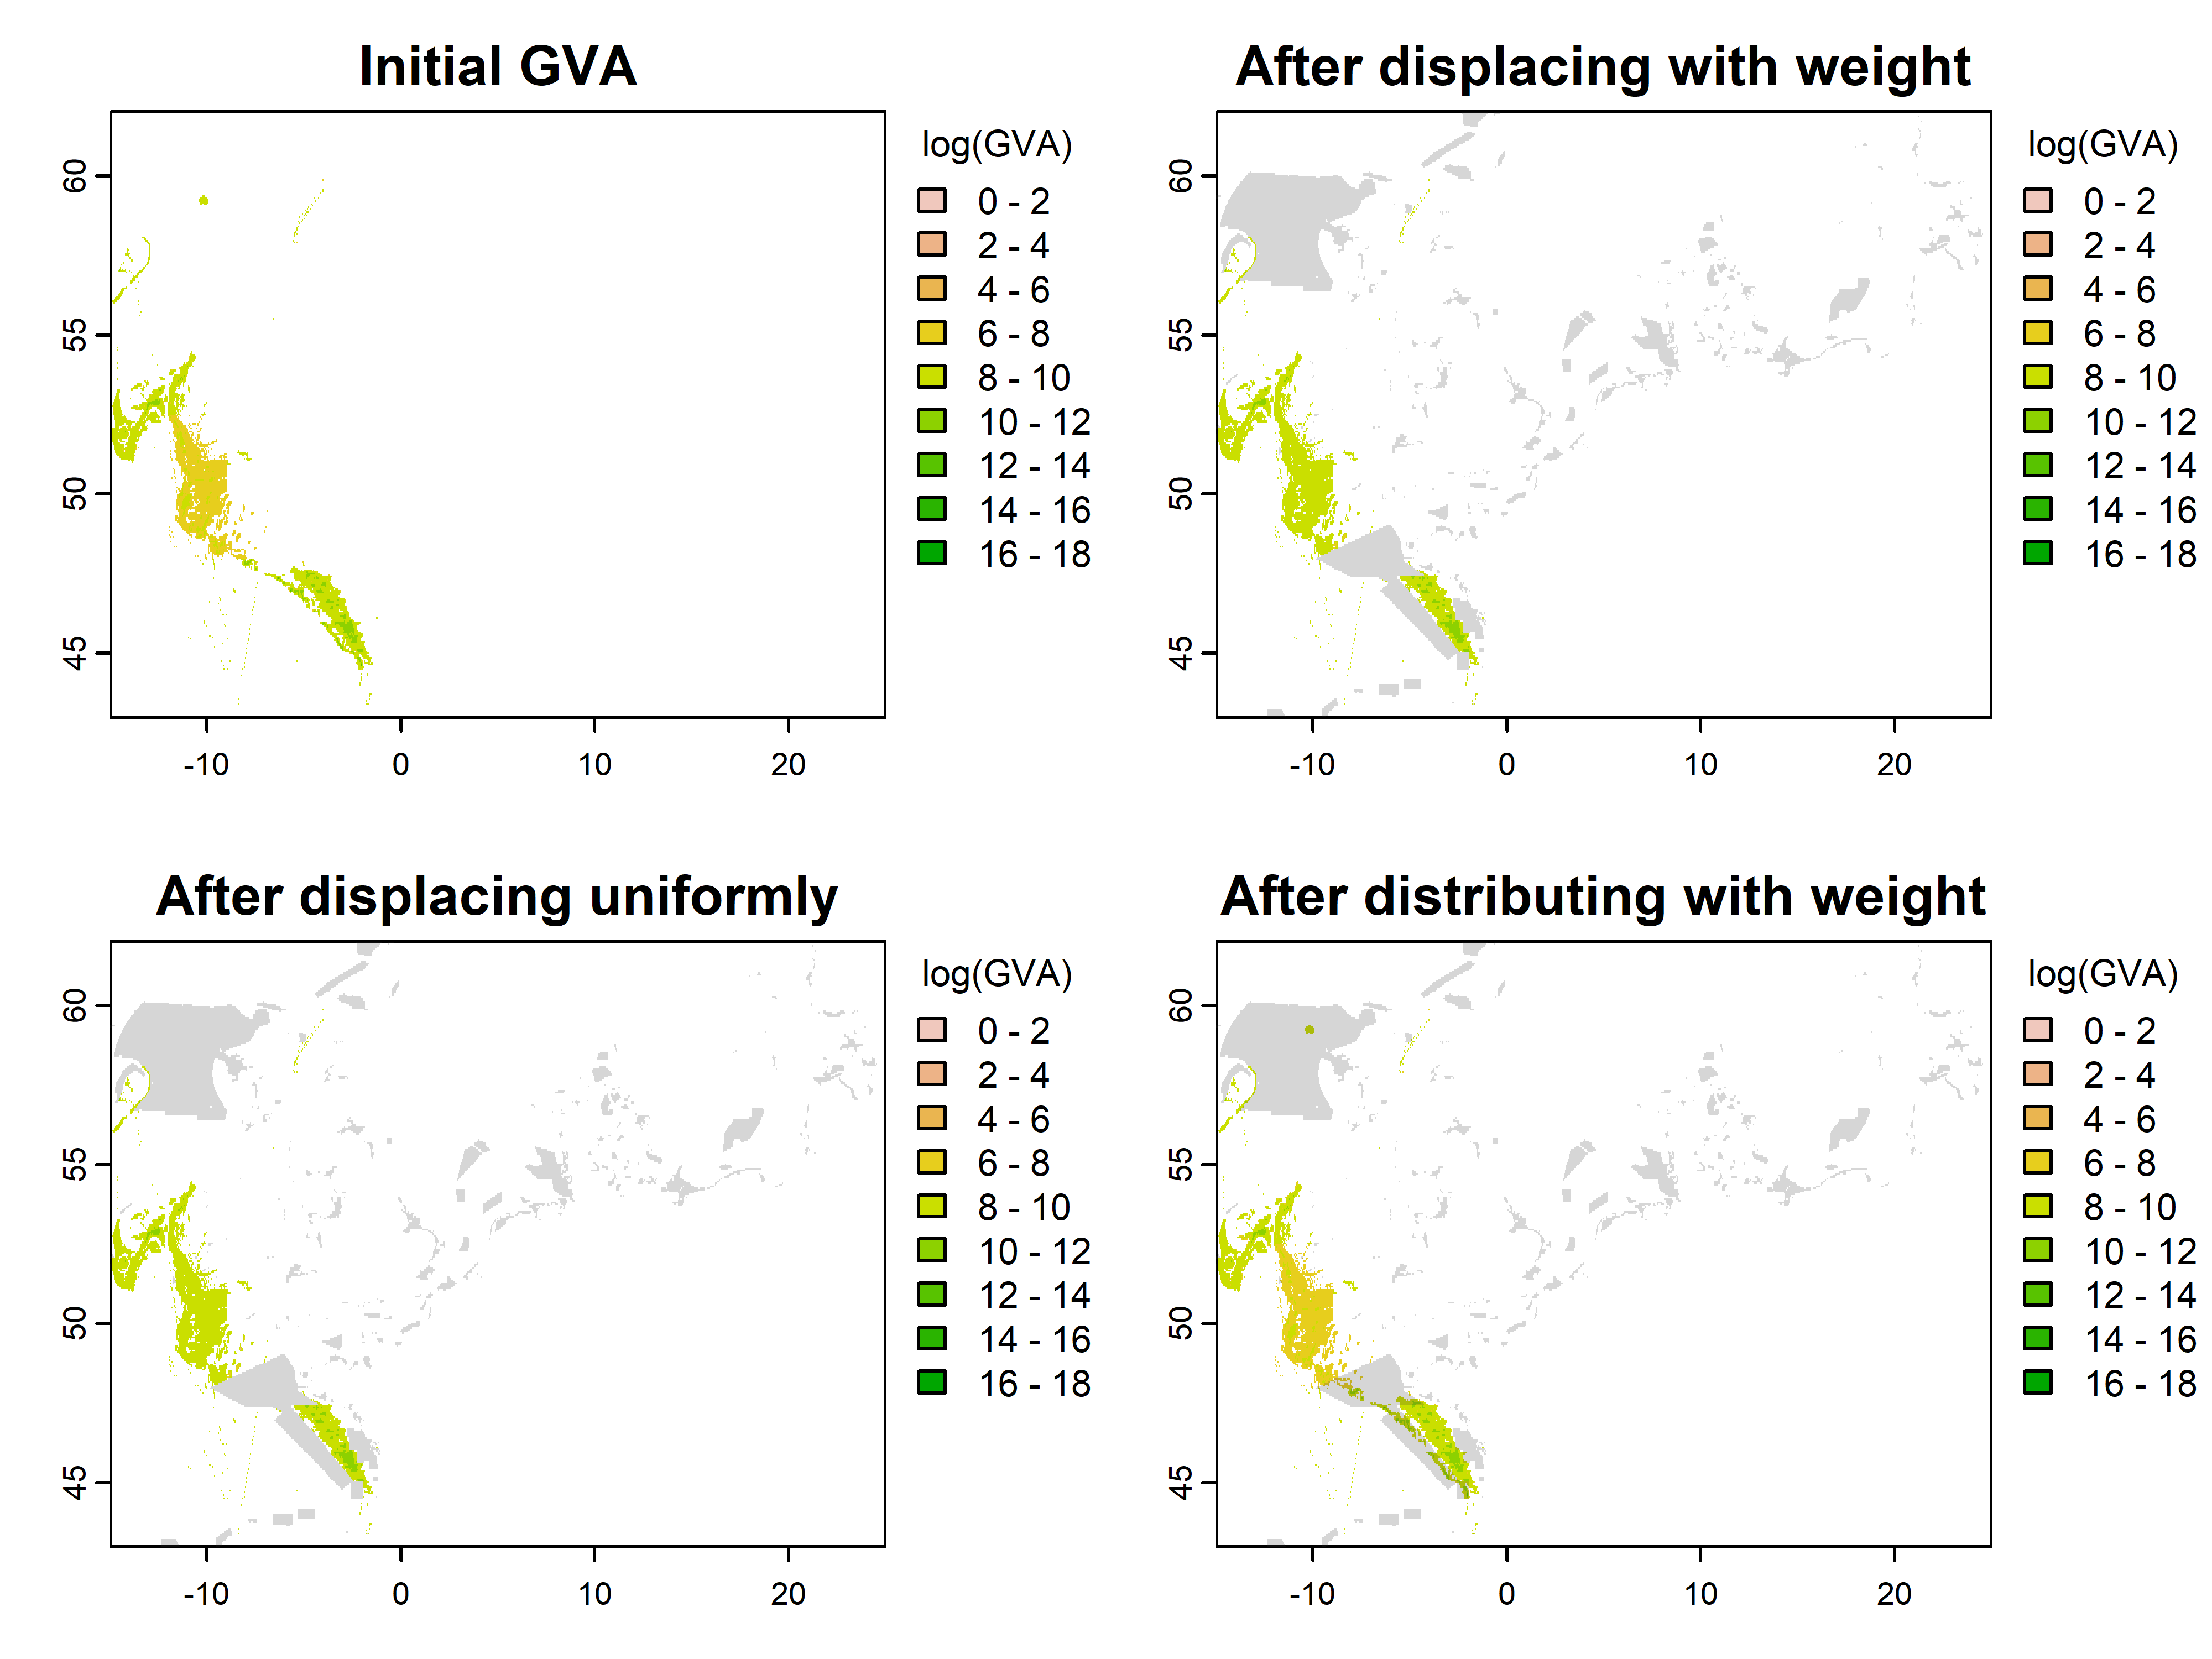 Initial GVA
60
55
50
45
-10
0
10
20
log(GVA)
0 - 2
2 - 4
4 - 6
6 - 8
8 - 10
10 - 12
12 - 14
14 - 16
16 - 18
After displacing with weight
60
55
50
45
-10
0
10
20
log(GVA)
0 - 2
2 - 4
4 - 6
6 - 8
8 - 10
10 - 12
12 - 14
14 - 16
16 - 18
After displacing uniformly
60
55
50
45
-10
0
10
20
log(GVA)
0 - 2
2 - 4
4 - 6
6 - 8
8 - 10
10 - 12
12 - 14
14 - 16
16 - 18
After distributing with weight
60
55
50
45
-10
0
10
20
log(GVA)
0 - 2
2 - 4
4 - 6
6 - 8
8 - 10
10 - 12
12 - 14
14 - 16
16 - 18